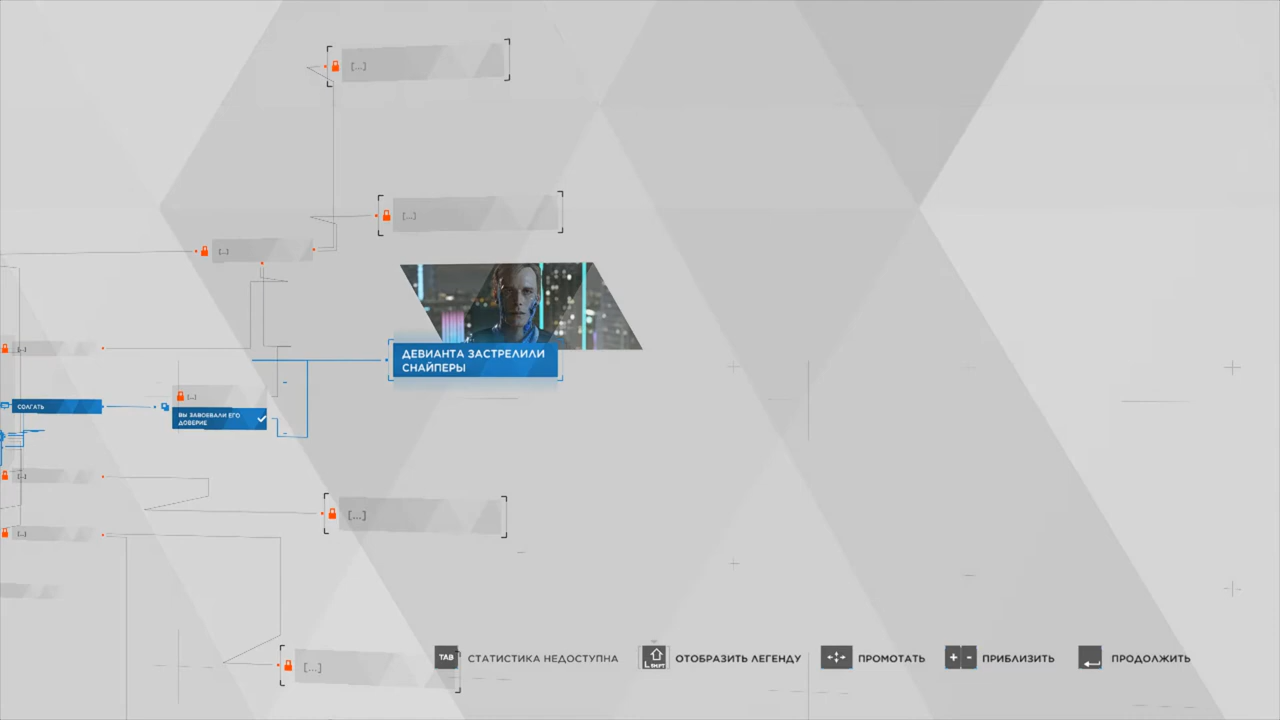 [...]
[...]
[...]
ДЕВИАНТА ЗАСТРЕЛИЛИ
СНАЙПЕРЫ
[...]
[...]
СОЛГАТЬ
ВЫ ЗАВОЕВАЛИ ЕГО
ДОВЕРИЕ
[...]
[...]
[...]
[...]
TAB СТАТИСТИКА НЕДОСТУПНА L SHIFT ОТОБРАЗИТЬ ЛЕГЕНДУ ПРОМОТАТЬ + - ПРИБЛИЗИТЬ ПРОДОЛЖИТЬ